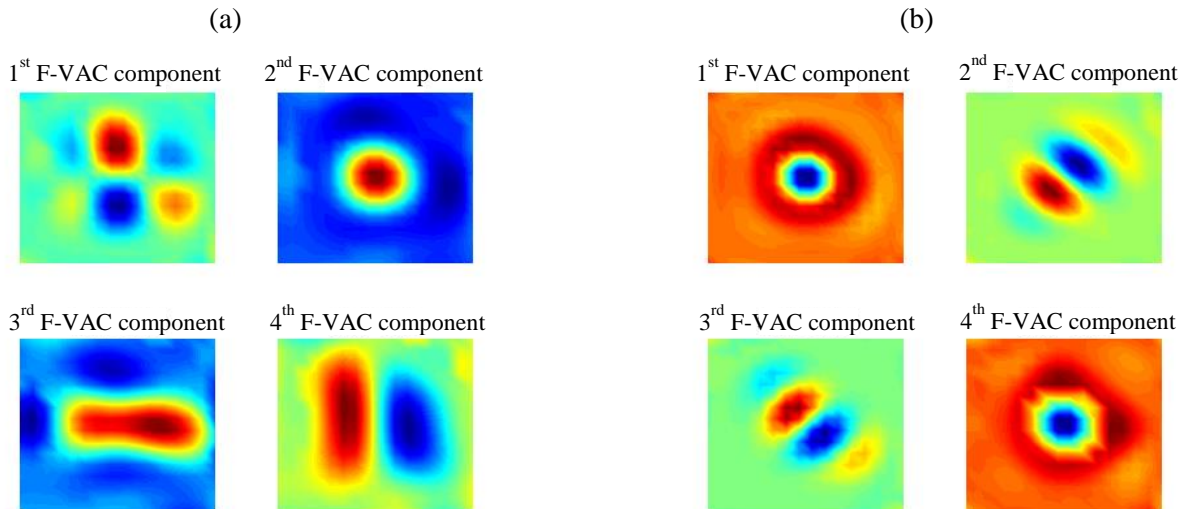 (a)
1st F-VAC component 2nd F-VAC component
3rd F-VAC component 4th F-VAC component
(b)
1st F-VAC component 2nd F-VAC component
3rd F-VAC component 4th F-VAC component